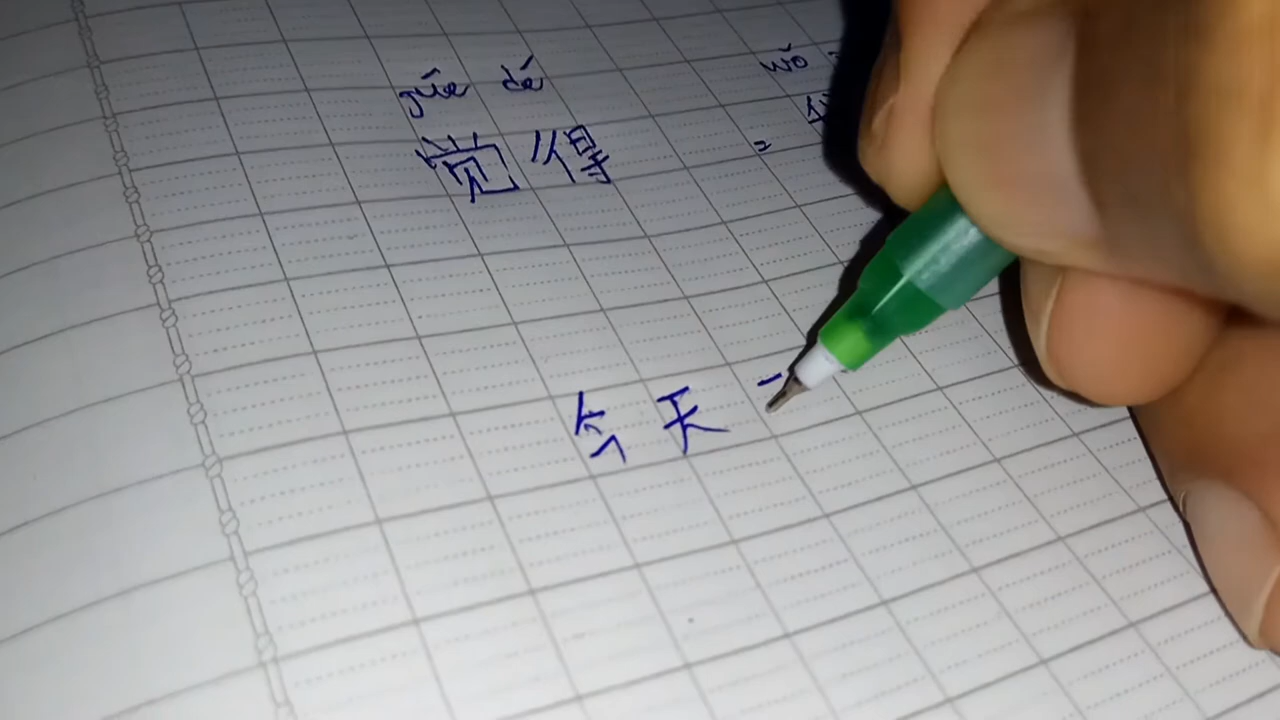 júe dé wǒ
觉得 =
今天